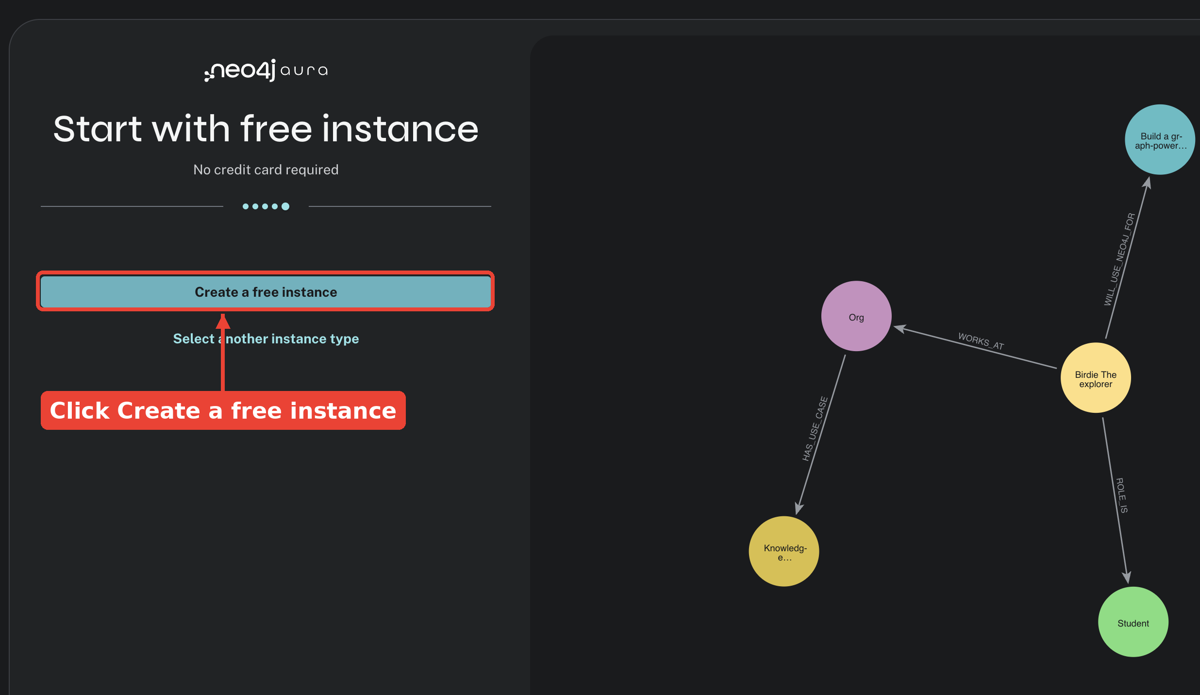 neo4j aura
Start with free instance
No credit card required
Create a free instance
Select another instance type
Click Create a free instance
Build a gr-
aph-power...
WILL_USE_NEO4J_FOR
Org
WORKS_AT
Birdie The
explorer
HAS_USE_CASE
ROLE_IS
Knowledg-
e...
Student